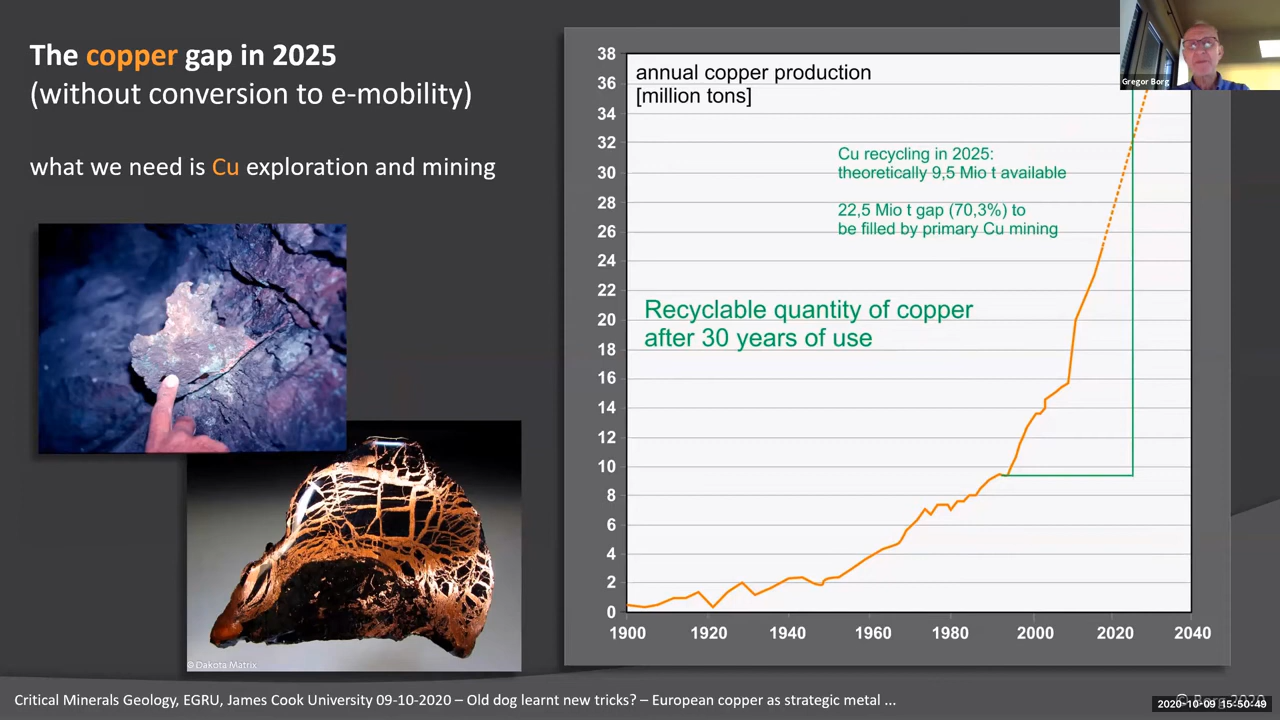 The copper gap in 2025
(without conversion to e-mobility)
what we need is Cu exploration and mining
© Dakota Matrix
annual copper production
[million tons]
Cu recycling in 2025:
theoretically 9,5 Mio t available
22,5 Mio t gap (70,3%) to
be filled by primary Cu mining
Recyclable quantity of copper
after 30 years of use
38
36
34
32
30
28
26
24
22
20
18
16
14
12
10
8
6
4
2
0
1900 1920 1940 1960 1980 2000 2020 2040
Gregor Borg
Critical Minerals Geology, EGRU, James Cook University 09-10-2020 – Old dog learnt new tricks? – European copper as strategic metal ...
© Borg 2020
2020-10-09 15:50:49